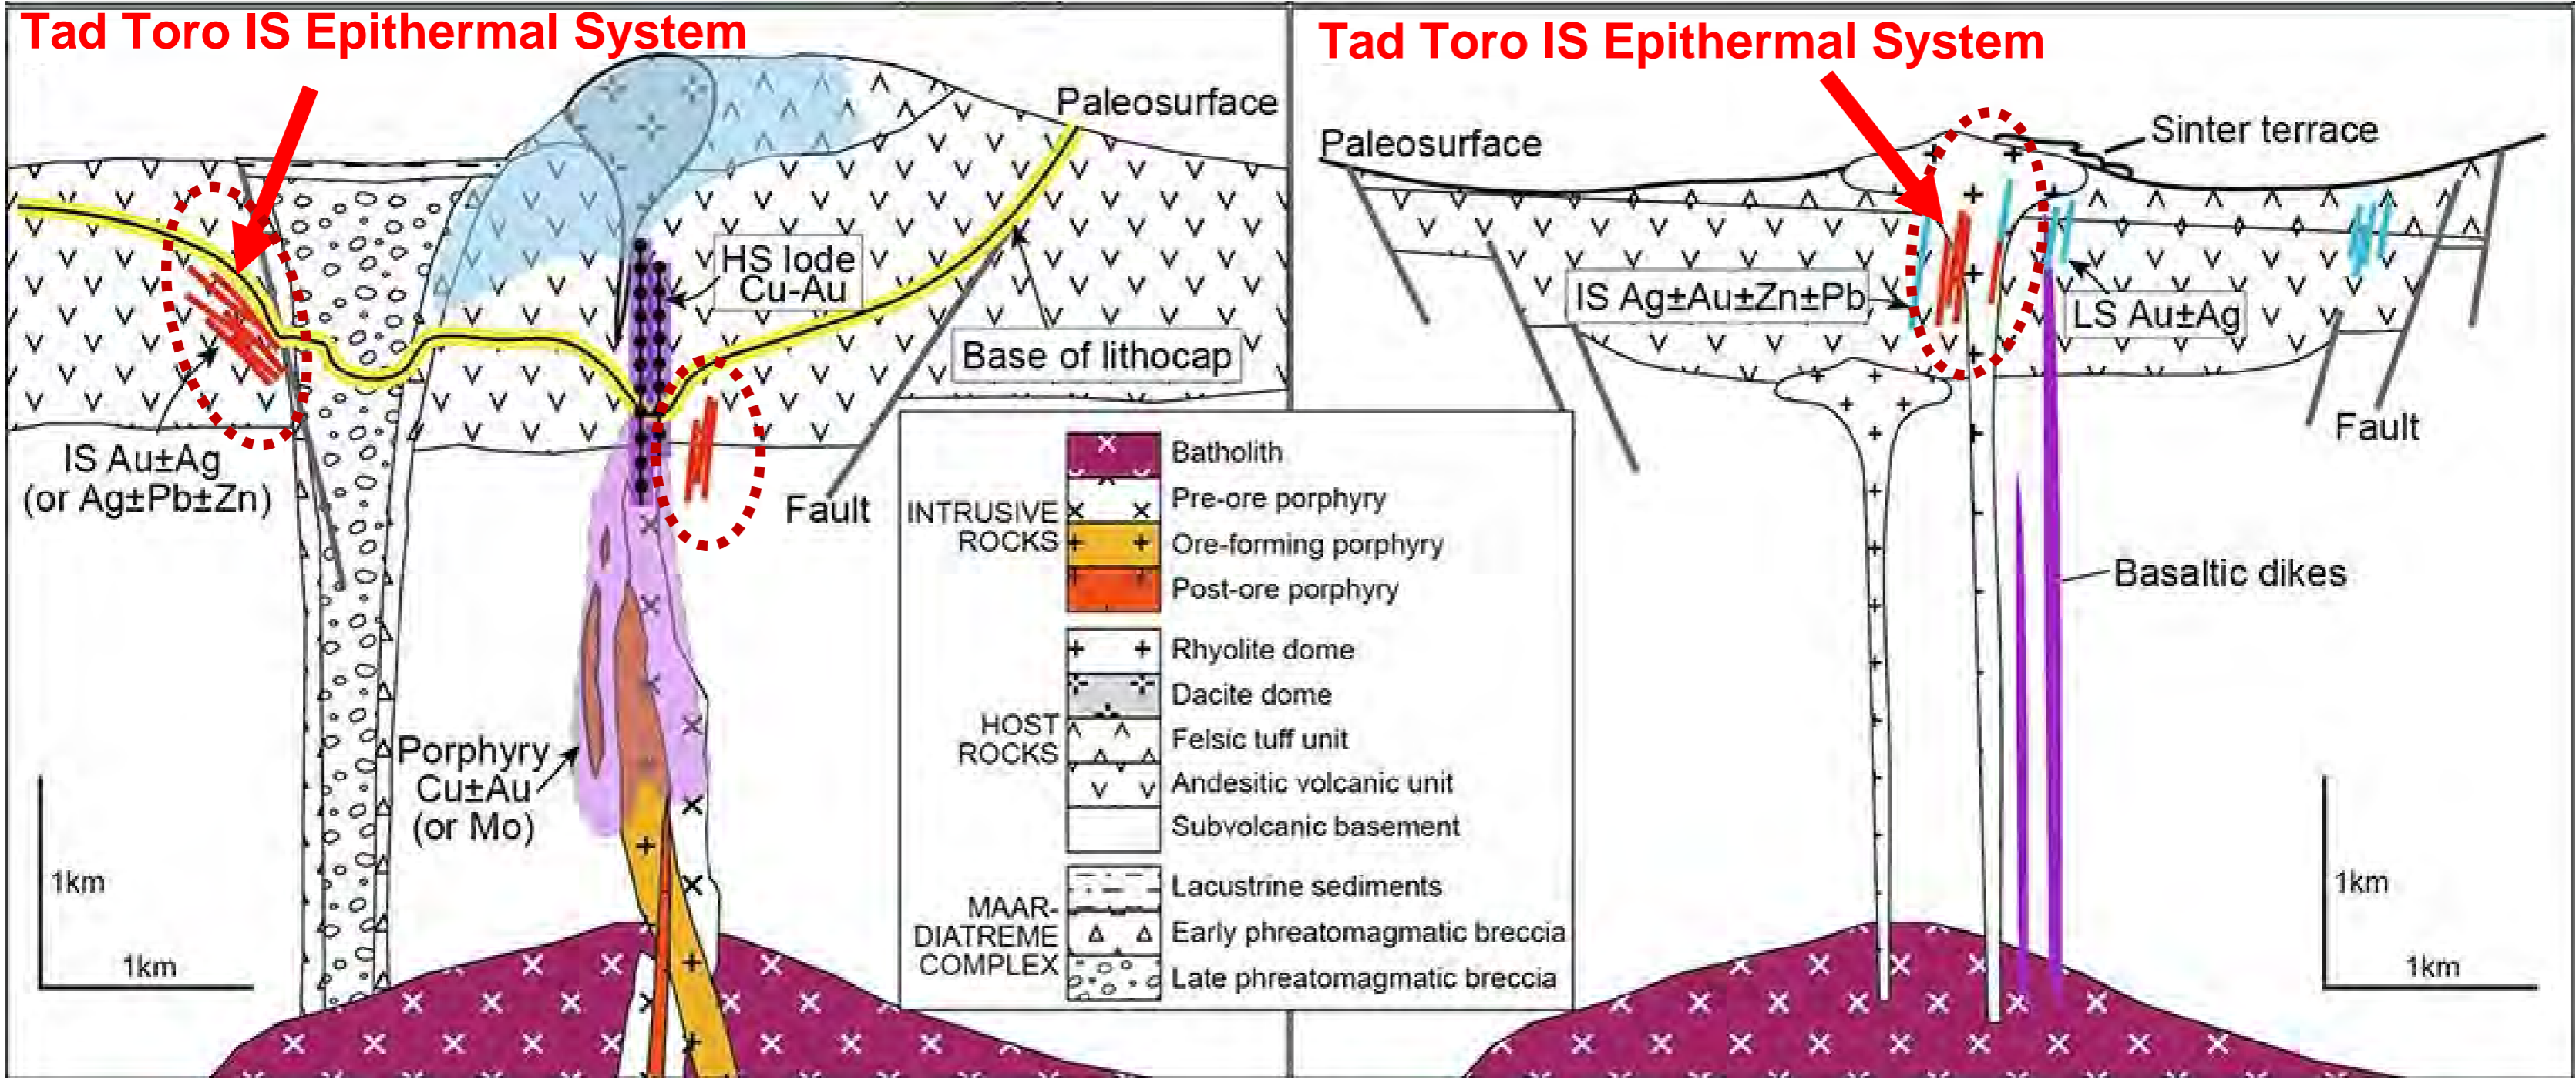 Tad Toro IS Epithermal System
Paleosurface
HS lode
Cu-Au
Base of lithocap
IS Au±Ag
(or Ag±Pb±Zn)
Fault
Porphyry
Cu±Au
(or Mo)
1km
1km
Tad Toro IS Epithermal System
Paleosurface
Sinter terrace
IS Ag±Au±Zn±Pb
LS Au±Ag
Fault
Basaltic dikes
1km
1km
INTRUSIVE
ROCKS
Batholith
Pre-ore porphyry
Ore-forming porphyry
Post-ore porphyry
HOST
ROCKS
Rhyolite dome
Dacite dome
Felsic tuff unit
Andesitic volcanic unit
Subvolcanic basement
MAAR-
DIATREME
COMPLEX
Lacustrine sediments
Early phreatomagmatic breccia
Late phreatomagmatic breccia